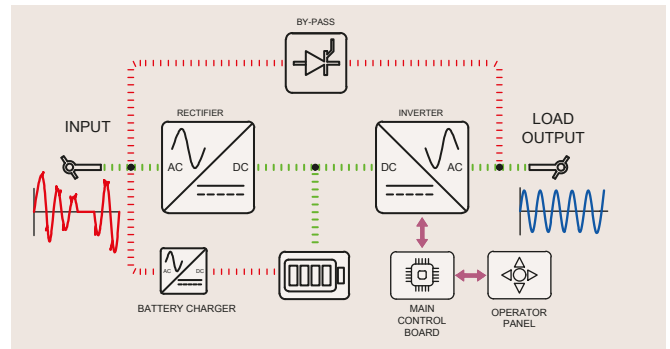 BY-PASS
RECTIFIER
INVERTER
INPUT
LOAD
OUTPUT
AC
DC
DC
AC
AC
DC
BATTERY CHARGER
MAIN
CONTROL
BOARD
OPERATOR
PANEL